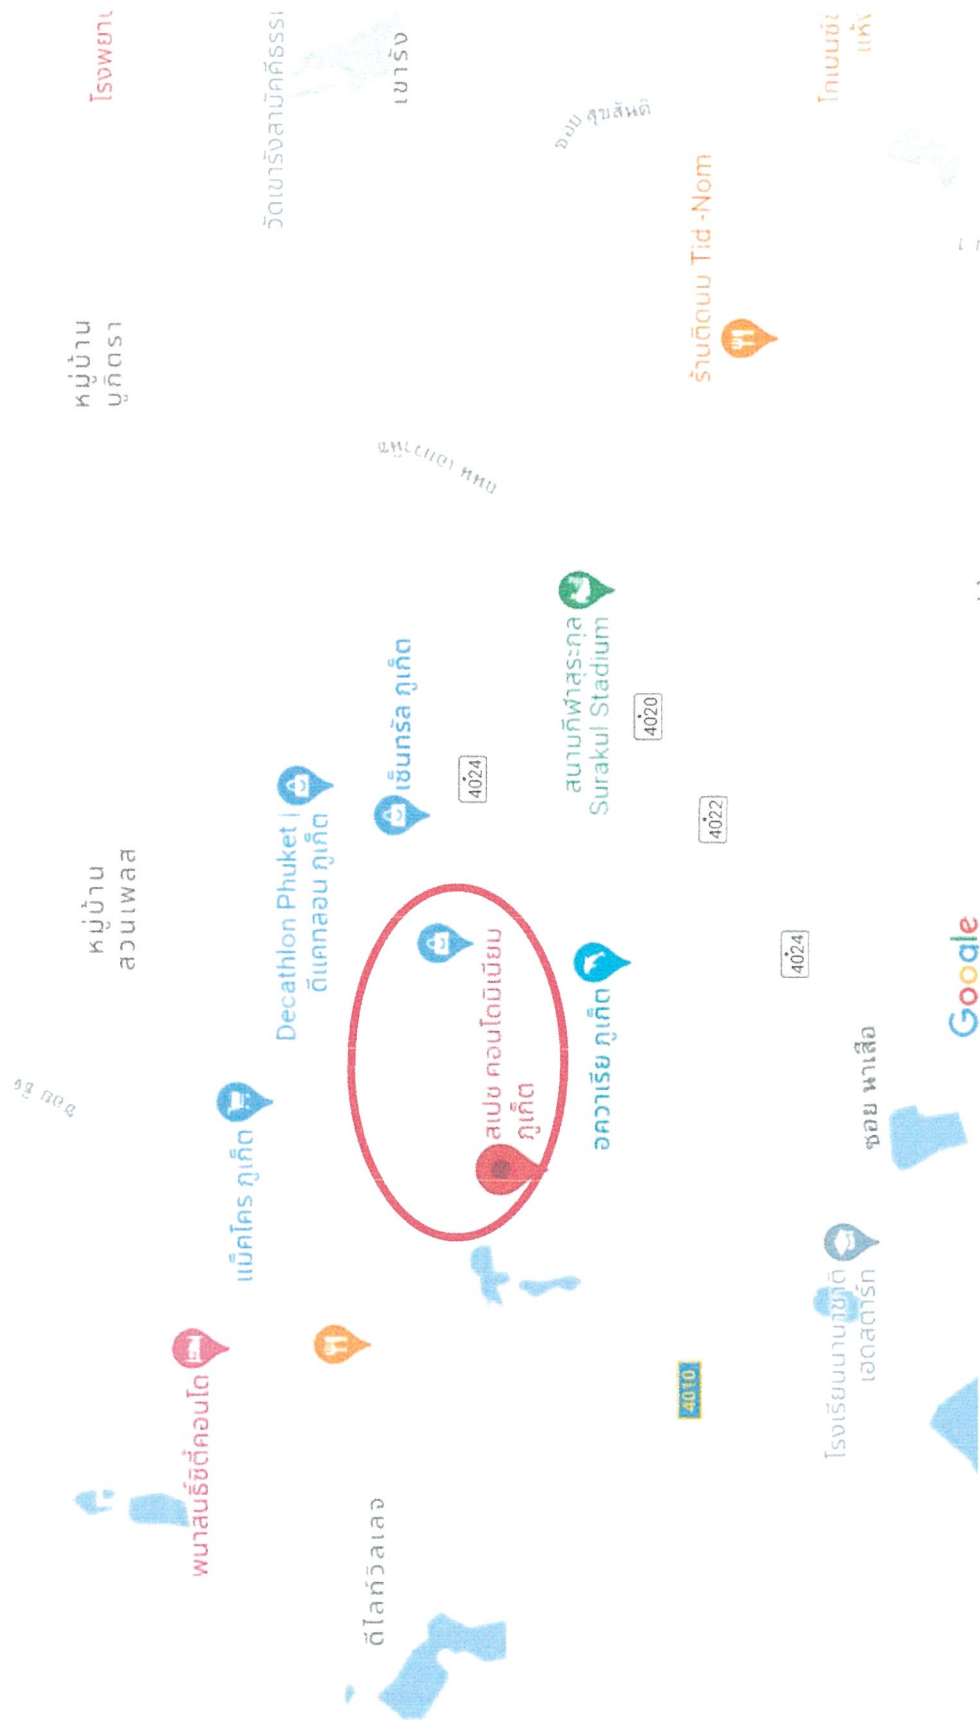 หมู่บ้าน
สวนเพลส
หมู่บ้าน
บูกิตรา
โรงพยา
พนาสนธิ์ซิตี้คอนโด
แม็คโคร ภูเก็ต
วัดเขารังสามัคคีธรร
Decathlon Phuket |
ดีแคทลอน ภูเก็ต
ดีไลท์วิลเลจ
เซ็นทรัล ภูเก็ต
ถนน เอกวานิช
เขารัง
4024
สเปซ คอนโดมิเนียม
ภูเก็ต
อควาเรีย ภูเก็ต
สนามกีฬาสุระกุล
Surakul Stadium
ซอย สุขสันต์
4020
4010
4022
ร้านติดนม Tid -Nom
4024
โรงเรียนนานาชาติ
เฮดสตาร์ท
ซอย นาเสือ
Google